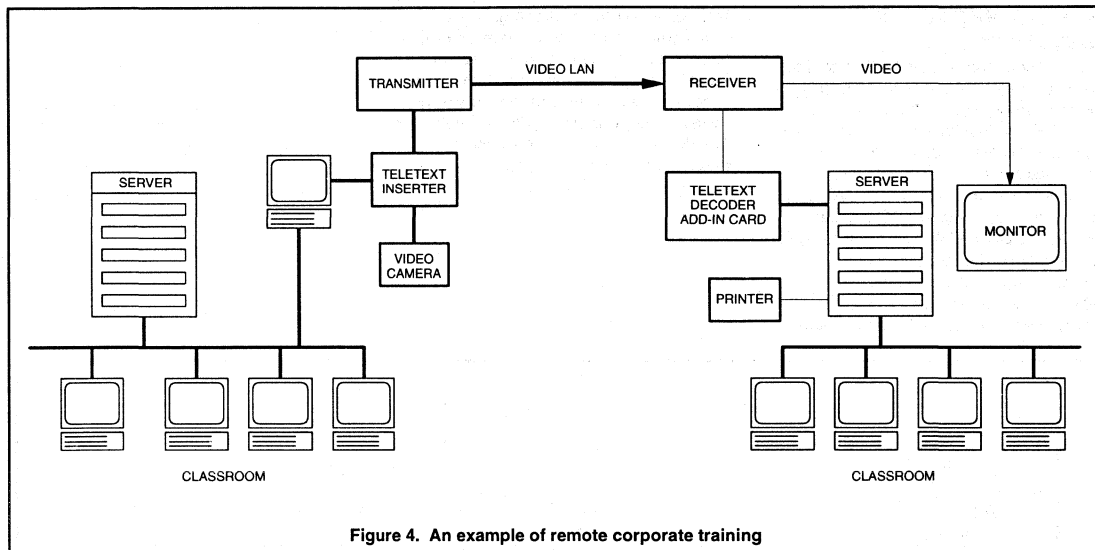 TRANSMITTER
VIDEO LAN
RECEIVER
VIDEO
SERVER
TELETEXT
INSERTER
VIDEO
CAMERA
TELETEXT
DECODER
ADD-IN CARD
SERVER
MONITOR
PRINTER
CLASSROOM
CLASSROOM
Figure 4. An example of remote corporate training